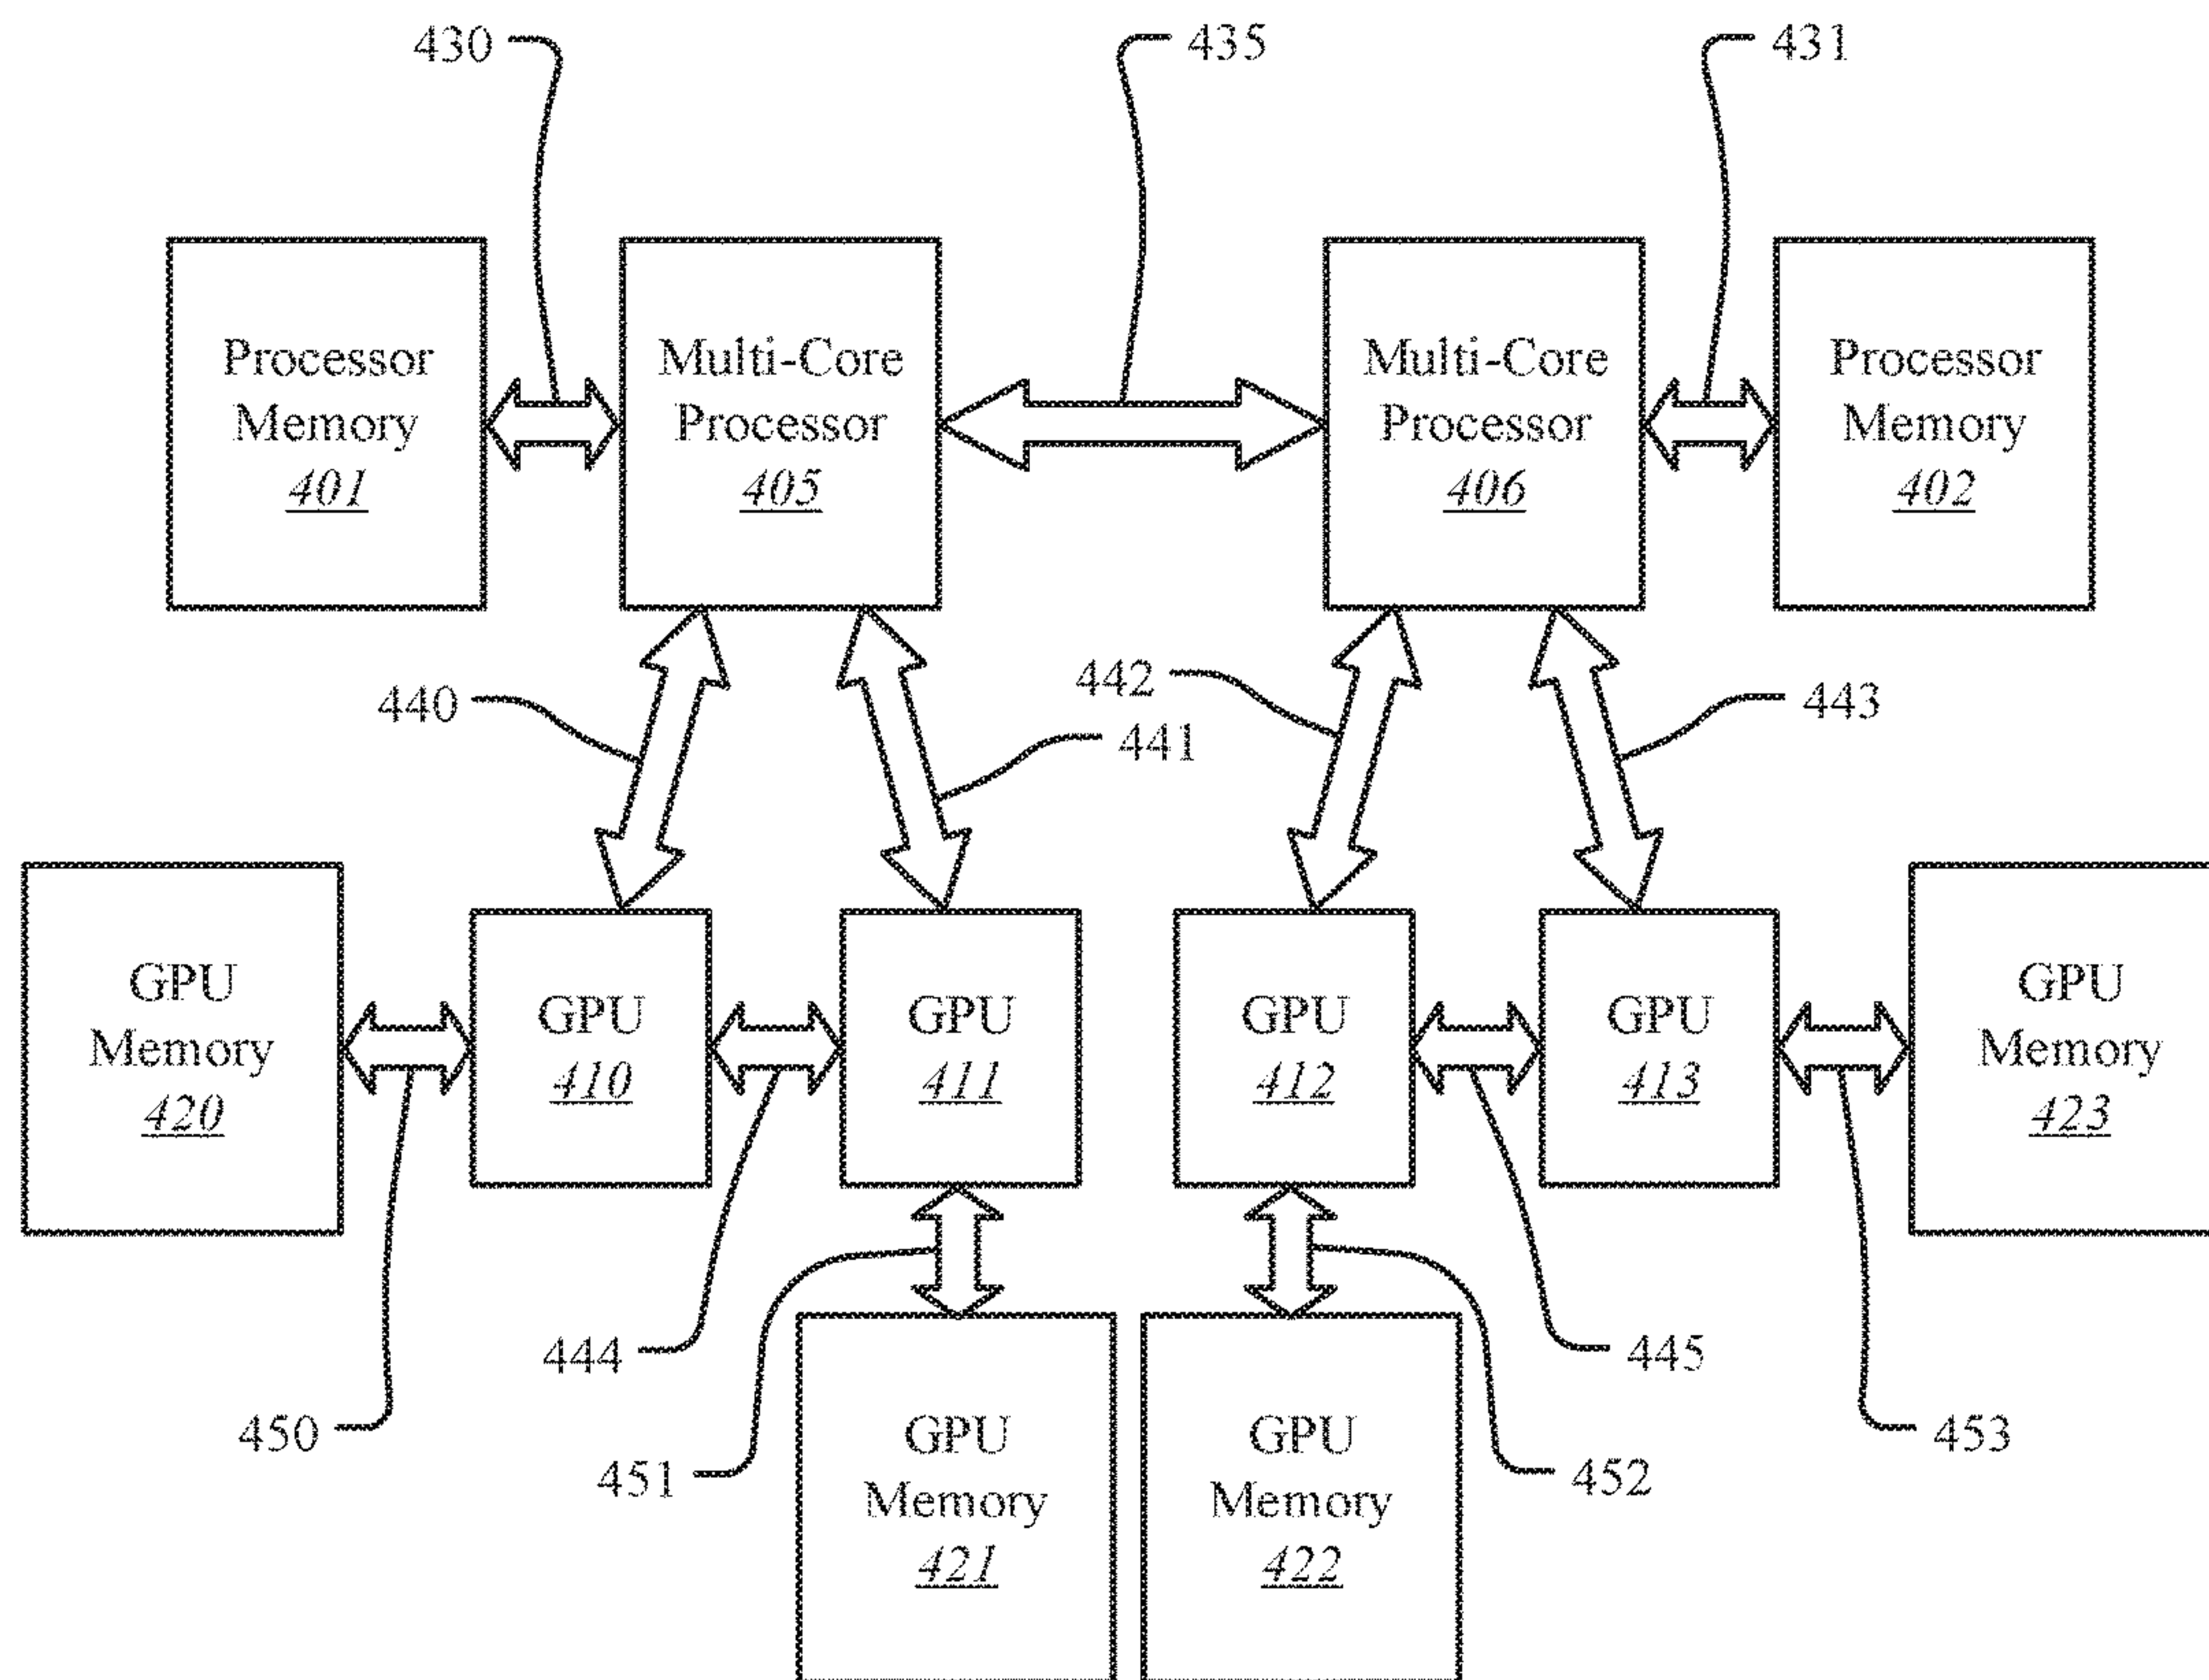 430
435
431
Processor
Memory
401
Multi-Core
Processor
405
Multi-Core
Processor
406
Processor
Memory
402
440
441
442
443
GPU
Memory
420
GPU
410
GPU
411
GPU
412
GPU
413
GPU
Memory
423
450
444
451
445
452
453
GPU
Memory
421
GPU
Memory
422